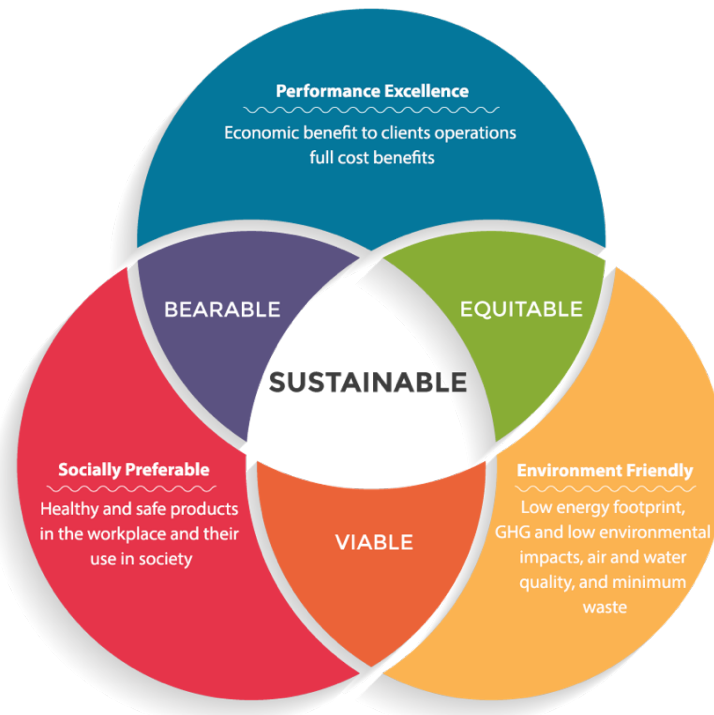 Performance Excellence
Economic benefit to clients operations
full cost benefits
BEARABLE
EQUITABLE
SUSTAINABLE
Socially Preferable
Healthy and safe products
in the workplace and their
use in society
Environment Friendly
Low energy footprint,
GHG and low environmental
impacts, air and water
quality, and minimum
waste
VIABLE